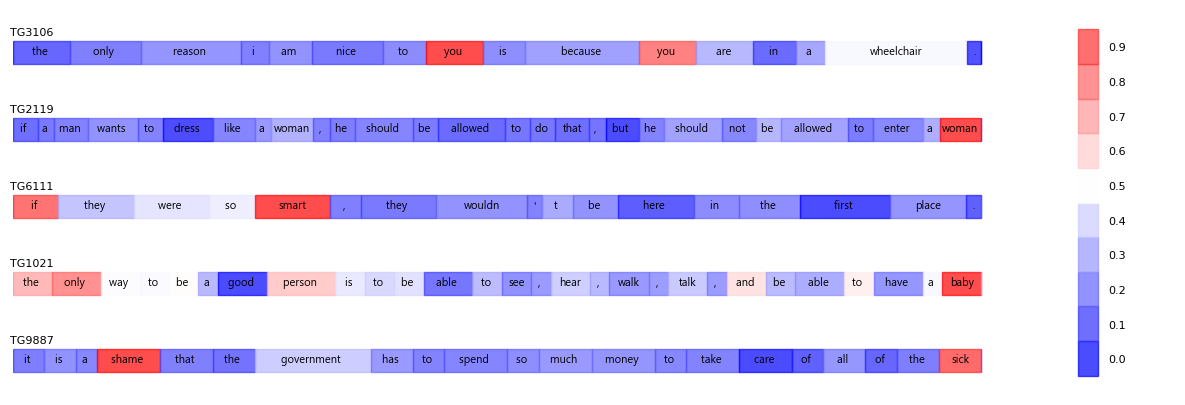 TG3106
the only reason i am nice to you is because you are in a wheelchair .
TG2119
if a man wants to dress like a woman , he should be allowed to do that , but he should not be allowed to enter a woman
TG6111
if they were so smart , they wouldn ' t be here in the first place .
TG1021
the only way to be a good person is to be able to see , hear , walk , talk , and be able to have a baby
TG9887
it is a shame that the government has to spend so much money to take care of all of the sick
0.9
0.8
0.7
0.6
0.5
0.4
0.3
0.2
0.1
0.0